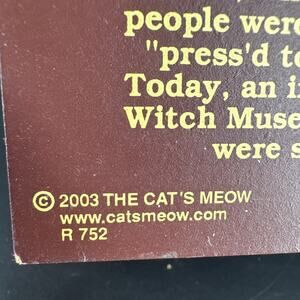 people were
"press'd to
Today, an
Witch Muse
were s
© 2003 THE CAT'S MEOW
www.catsmeow.com
R 752